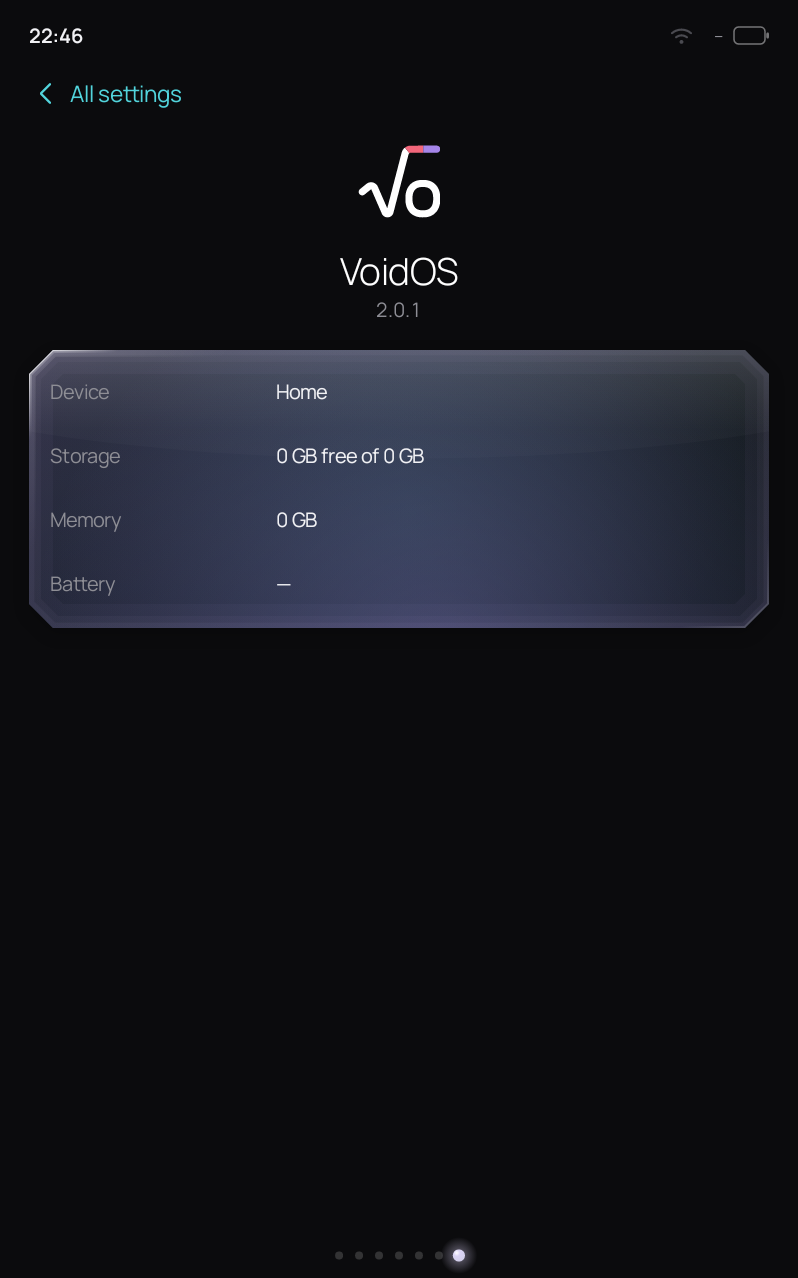 22:46
–
All settings
√o
VoidOS
2.0.1
Device Home
Storage 0 GB free of 0 GB
Memory 0 GB
Battery —